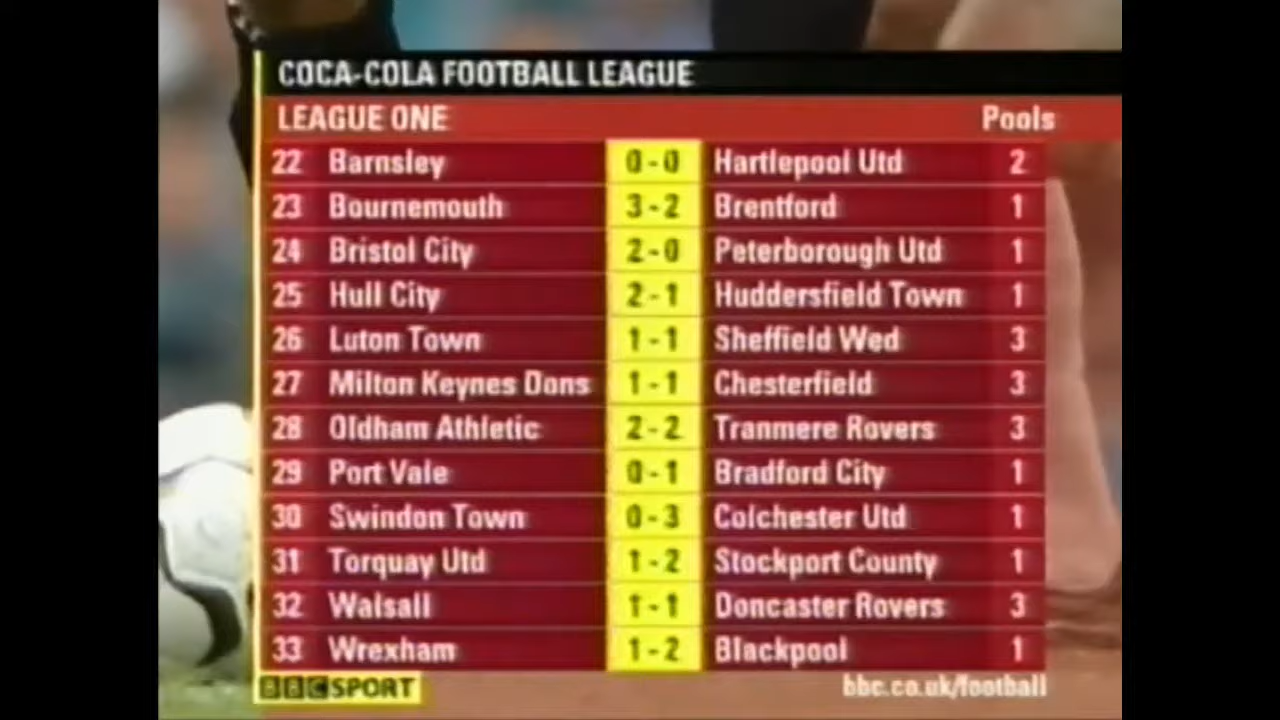 COCA-COLA FOOTBALL LEAGUE
LEAGUE ONE Pools
22 Barnsley 0-0 Hartlepool Utd 2
23 Bournemouth 3-2 Brentford 1
24 Bristol City 2-0 Peterborough Utd 1
25 Hull City 2-1 Huddersfield Town 1
26 Luton Town 1-1 Sheffield Wed 3
27 Milton Keynes Dons 1-1 Chesterfield 3
28 Oldham Athletic 2-2 Tranmere Rovers 3
29 Port Vale 0-1 Bradford City 1
30 Swindon Town 0-3 Colchester Utd 1
31 Torquay Utd 1-2 Stockport County 1
32 Walsall 1-1 Doncaster Rovers 3
33 Wrexham 1-2 Blackpool 1
BBC SPORT bbc.co.uk/football